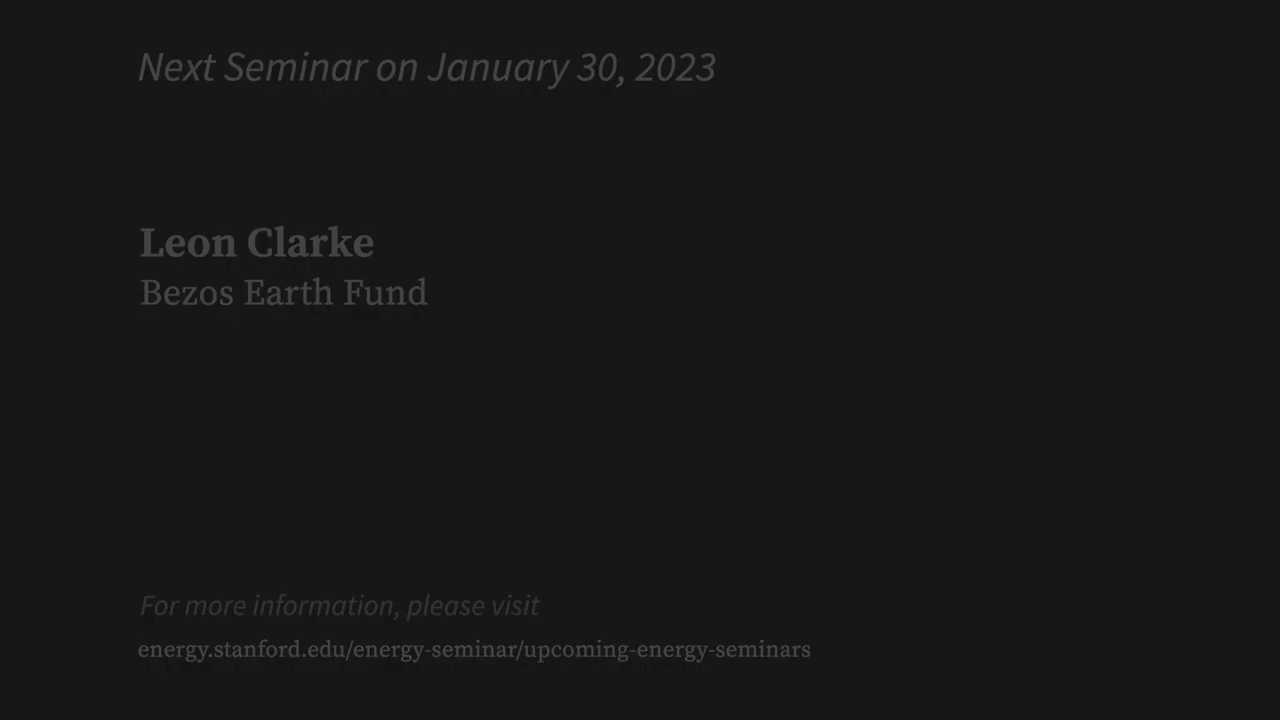 Next Seminar on January 30, 2023
Leon Clarke
Bezos Earth Fund
For more information, please visit
energy.stanford.edu/energy-seminar/upcoming-energy-seminars